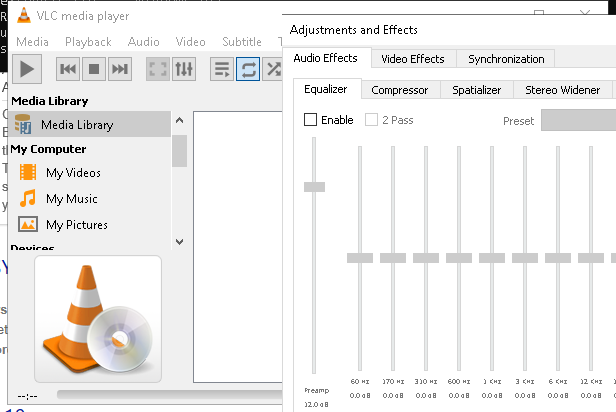 VLC media player
Media Playback Audio Video Subtitle
Media Library
Media Library
My Computer
My Videos
My Music
My Pictures
Devices
--:--
Adjustments and Effects
Audio Effects Video Effects Synchronization
Equalizer Compressor Spatializer Stereo Widener
Enable 2 Pass Preset
60 Hz 170 Hz 310 Hz 600 Hz 1 KHz 3 KHz 6 KHz 12 KHz
Preamp 0.0 dB 0.0 dB 0.0 dB 0.0 dB 0.0 dB 0.0 dB 0.0 dB 0.0 dB
12.0 dB